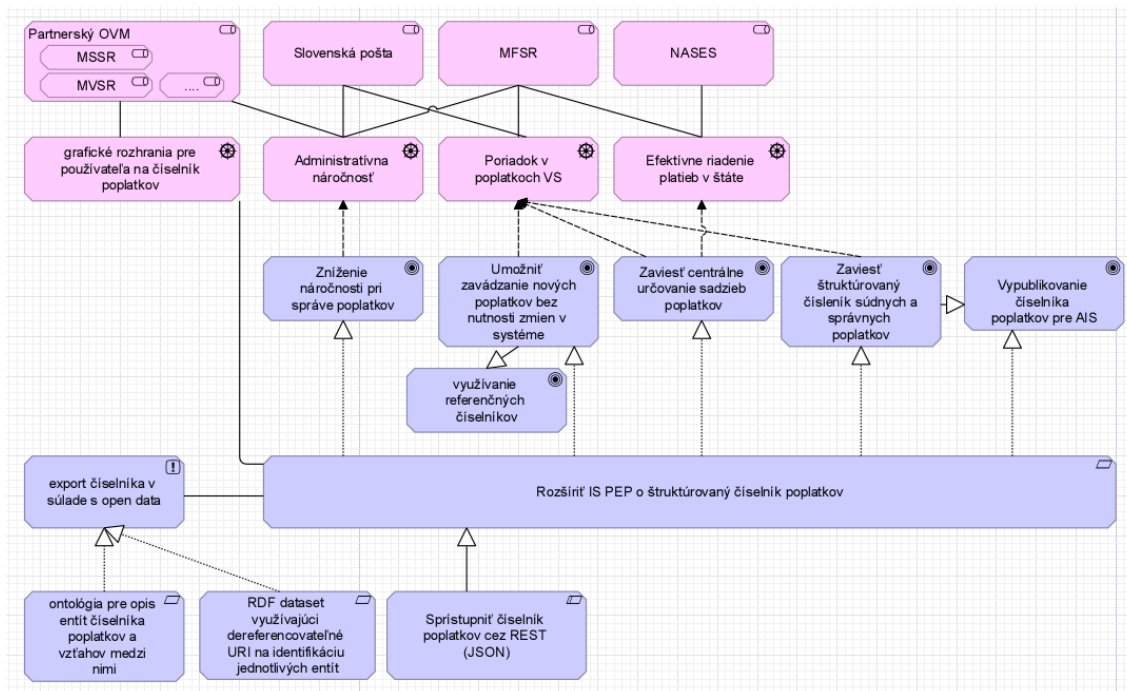 Partnerský OVM
MSSR
MVSR
....
Slovenská pošta
MFSR
NASES
grafické rozhrania pre
používateľa na číselník
poplatkov
Administratívna
náročnosť
Poriadok v
poplatkoch VS
Efektívne riadenie
platieb v štáte
Zníženie
náročnosti pri
správe poplatkov
Umožniť
zavádzanie nových
poplatkov bez
nutnosti zmien v
systéme
Zaviesť centrálne
určovanie sadzieb
poplatkov
Zaviesť
štruktúrovaný
čísleník súdnych a
správnych
poplatkov
Vypublikovanie
číselníka
poplatkov pre AIS
využívanie
referenčných
číselníkov
export číselníka v
súlade s open data
Rozšíriť IS PEP o štruktúrovaný číselník poplatkov
ontológia pre opis
entít číselníka
poplatkov a
vzťahov medzi
nimi
RDF dataset
využívajúci
dereferencovateľné
URI na identifikáciu
jednotlivých entít
Sprístupniť číselník
poplatkov cez REST
(JSON)